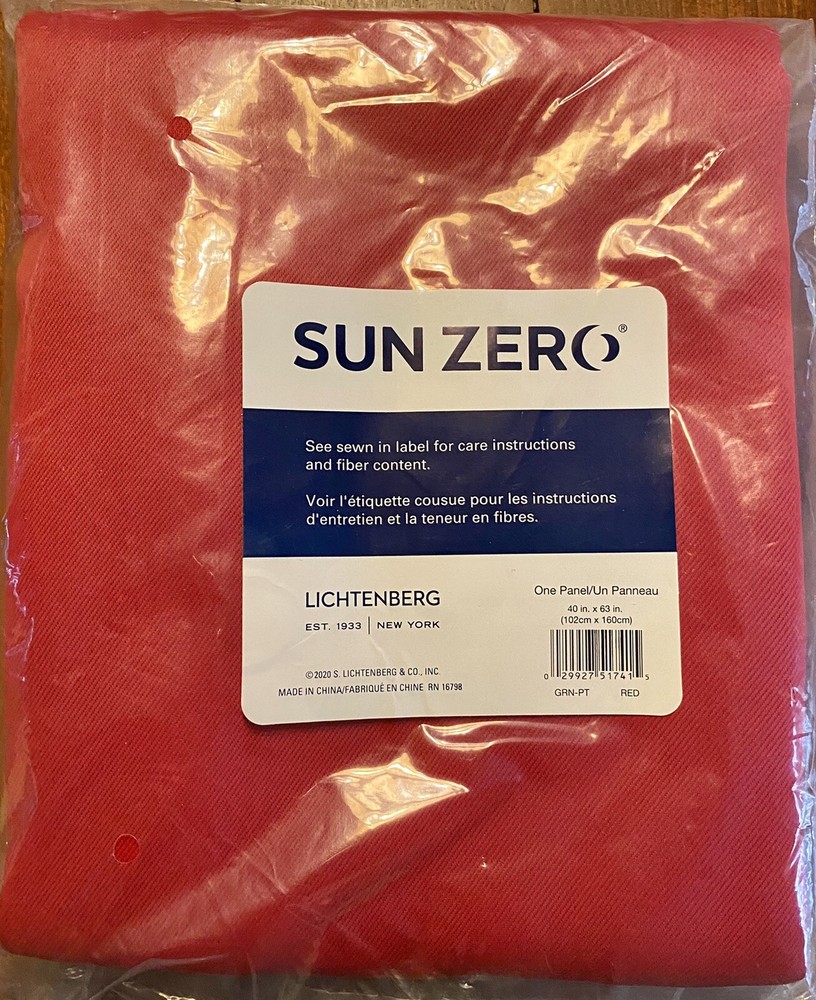 SUN ZERO®
See sewn in label for care instructions
and fiber content.
Voir l'étiquette cousue pour les instructions
d'entretien et la teneur en fibres.
LICHTENBERG
EST. 1933 | NEW YORK
©2020 S. LICHTENBERG & CO., INC.
MADE IN CHINA/FABRIQUÉ EN CHINE RN 16798
One Panel/Un Panneau
40 in. x 63 in.
(102cm x 160cm)
0 29927 51741 5
GRN-PT RED